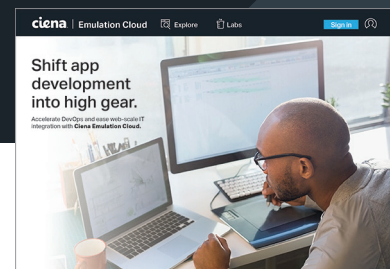 ciena. | Emulation Cloud Explore Labs Sign in
Shift app
development
into high gear.
Accelerate DevOps and ease web-scale IT
integration with Ciena Emulation Cloud.